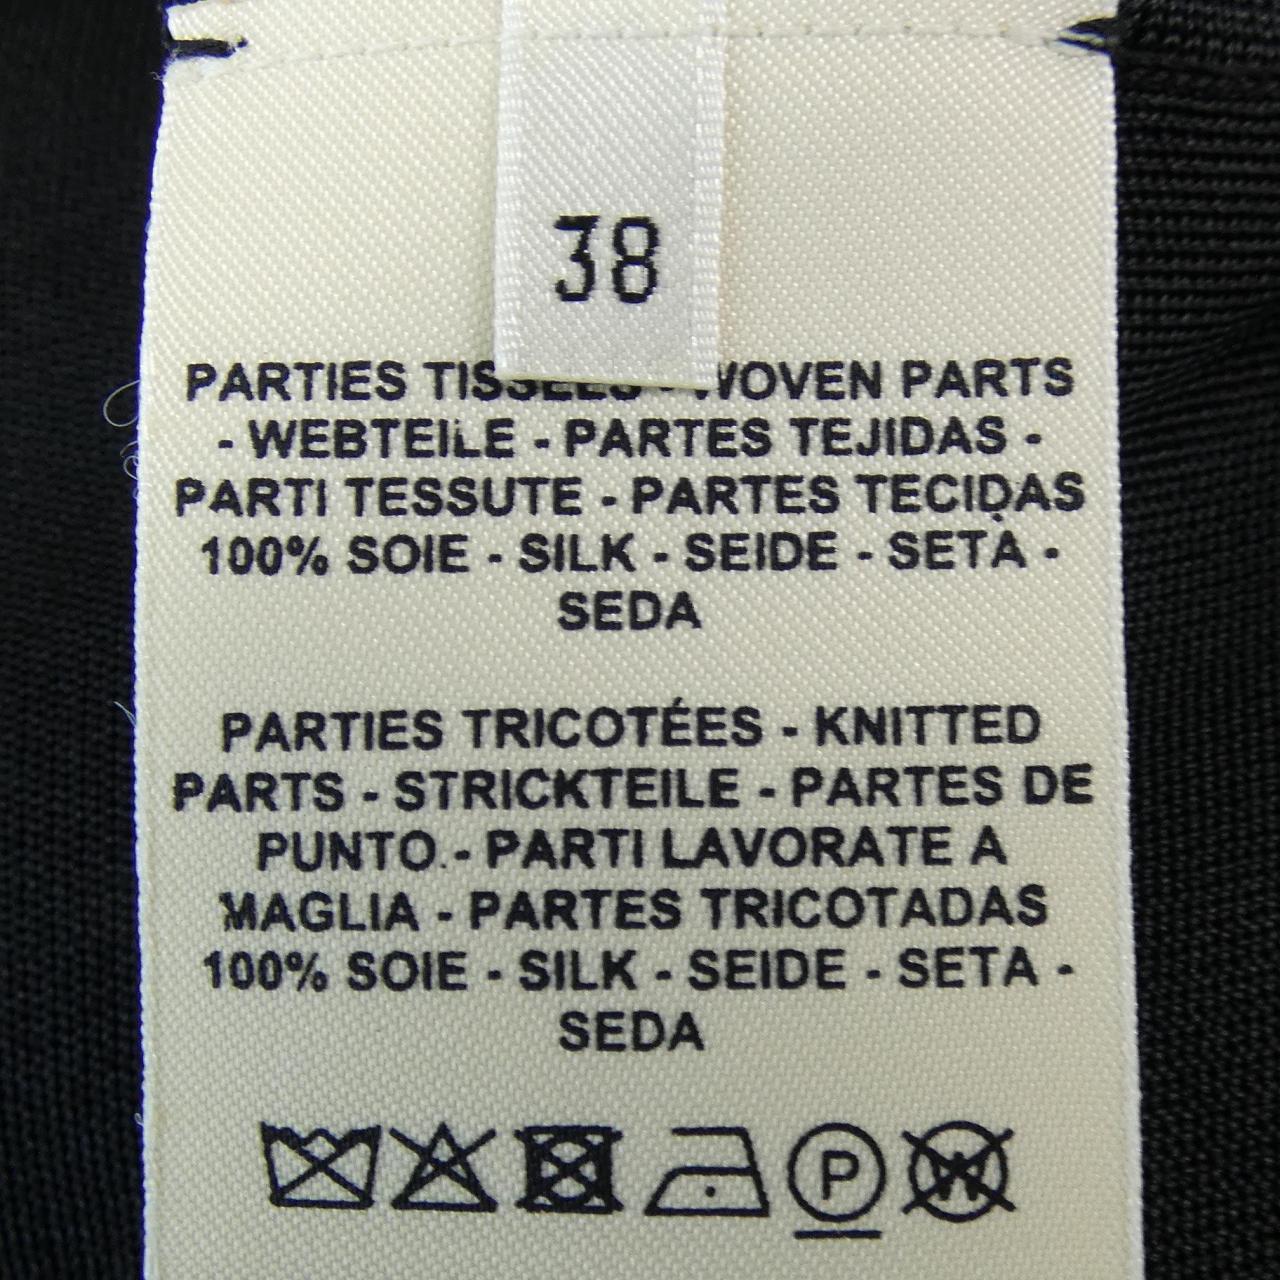 38
PARTIES TISSÉES - WOVEN PARTS
- WEBTEILE - PARTES TEJIDAS -
PARTI TESSUTE - PARTES TECIDAS
100% SOIE - SILK - SEIDE - SETA -
SEDA
PARTIES TRICOTÉES - KNITTED
PARTS - STRICKTEILE - PARTES DE
PUNTO - PARTI LAVORATE A
MAGLIA - PARTES TRICOTADAS
100% SOIE - SILK - SEIDE - SETA -
SEDA
P W